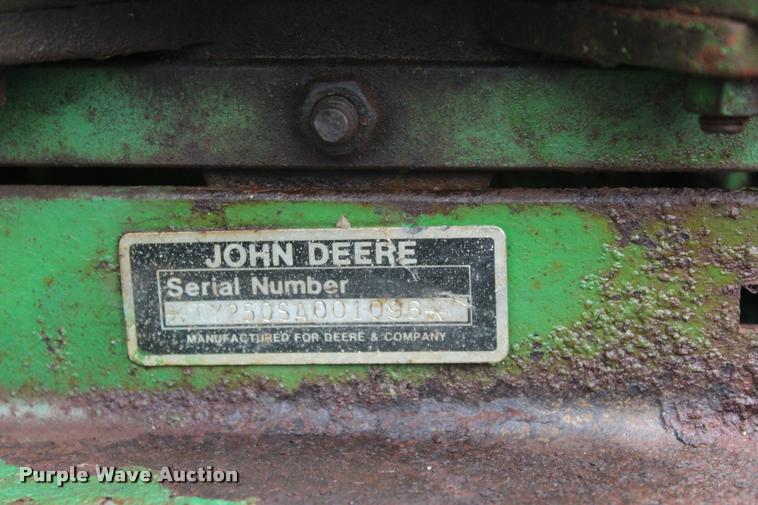 JOHN DEERE
Serial Number
MANUFACTURED FOR DEERE & COMPANY
Purple Wave Auction